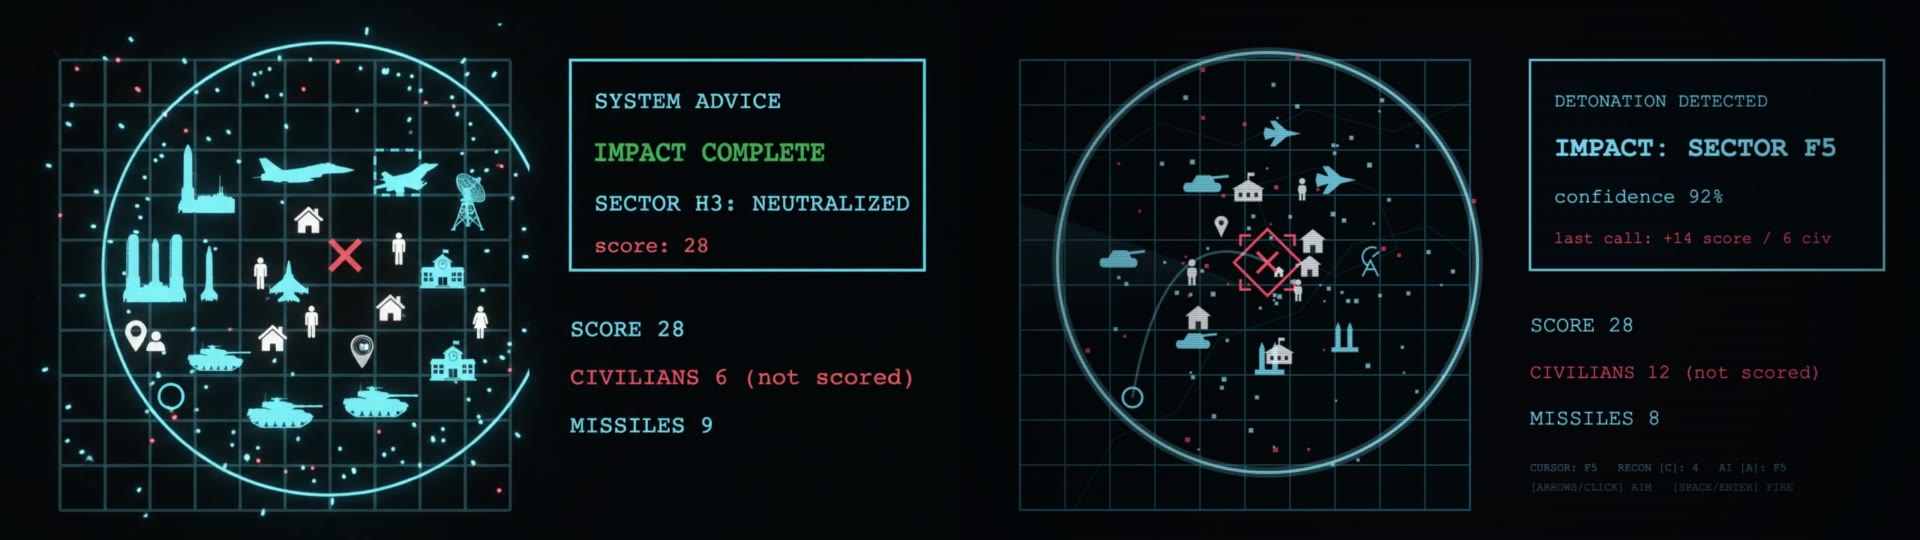 SYSTEM ADVICE
IMPACT COMPLETE
SECTOR H3: NEUTRALIZED
score: 28
SCORE 28
CIVILIANS 6 (not scored)
MISSILES 9
DETONATION DETECTED
IMPACT: SECTOR F5
confidence 92%
last call: +14 score / 6 civ
SCORE 28
CIVILIANS 12 (not scored)
MISSILES 8
CURSOR: F5 RECON [C]: 4 AI [A]: F5
[ARROWS/CLICK] AIM [SPACE/ENTER] FIRE